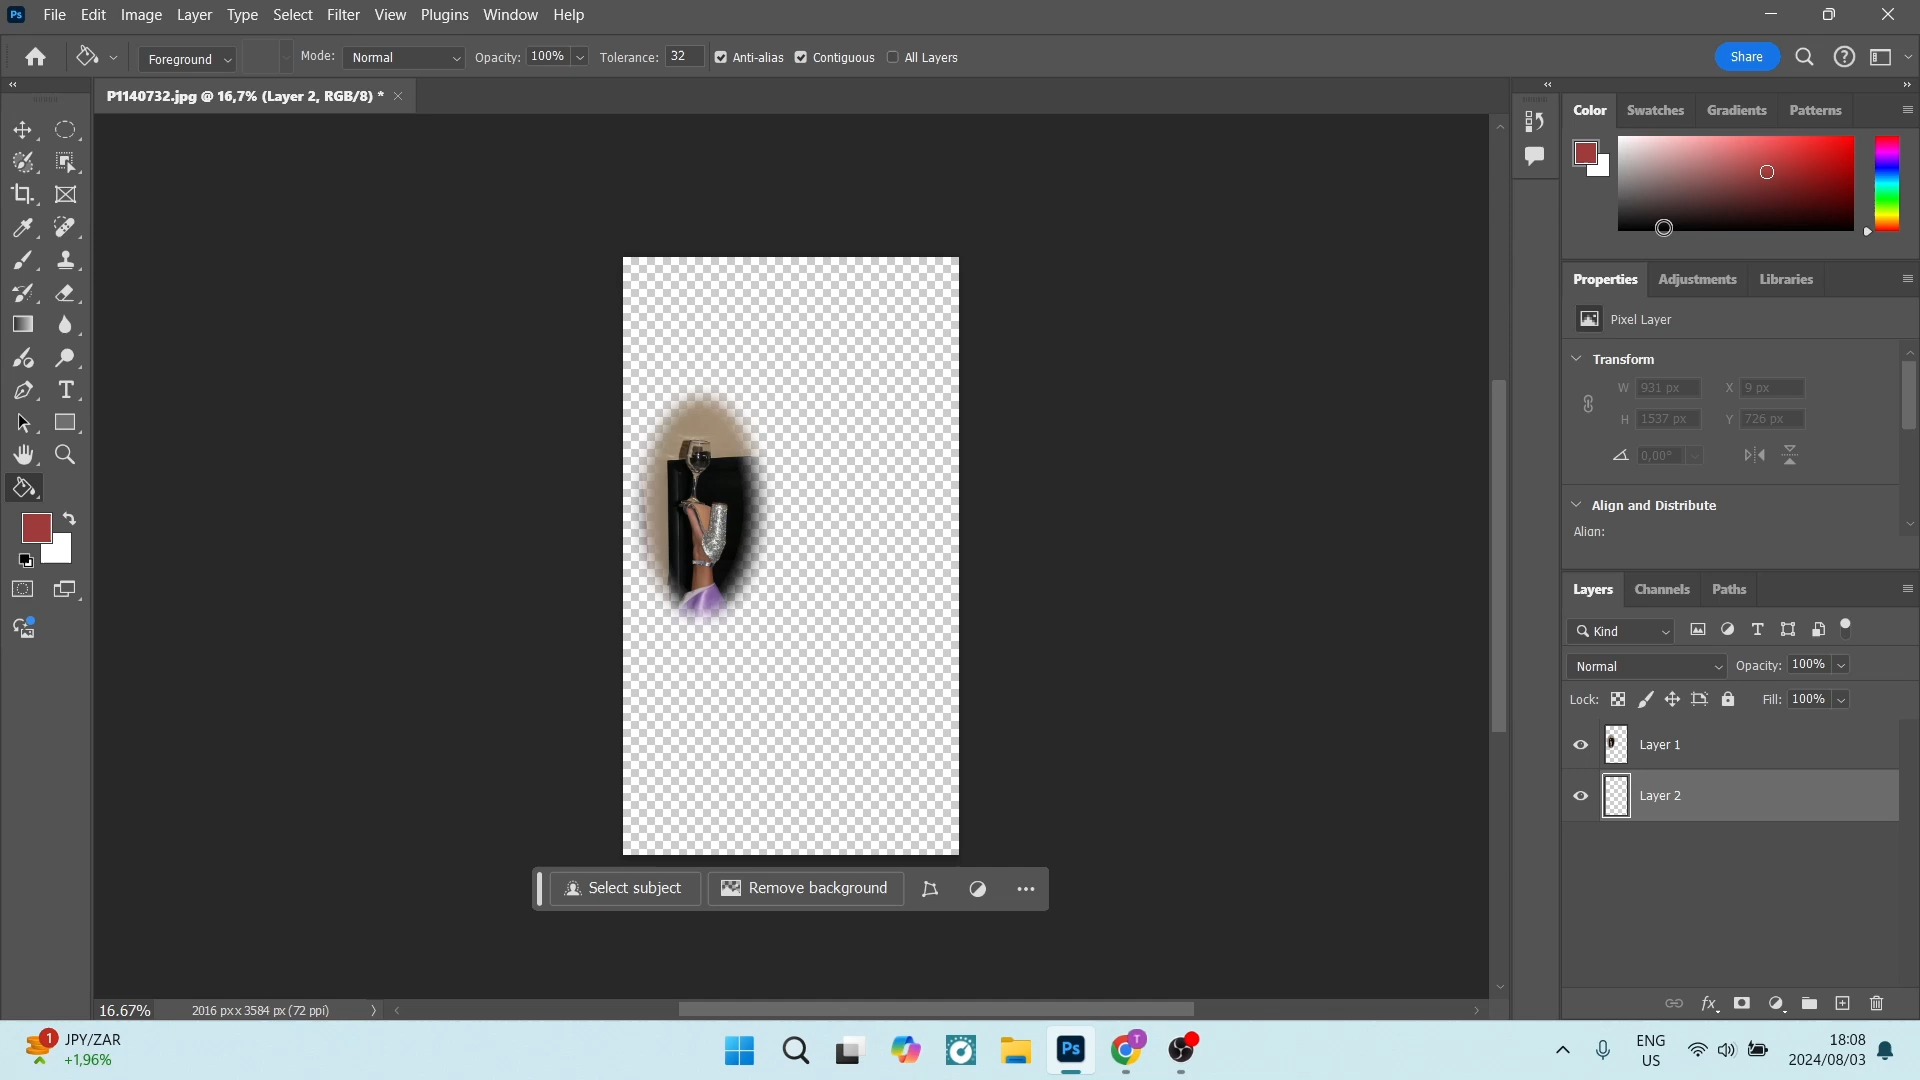 Ps File Edit Image Layer Type Select Filter View Plugins Window Help
Foreground Mode: Normal Opacity: 100% Tolerance: 32 Anti-alias Contiguous All Layers Share
P1140732.jpg @ 16,7% (Layer 2, RGB/8) *
Color Swatches Gradients Patterns
Properties Adjustments Libraries
Pixel Layer
Transform
W 931 px X 9 px
H 1537 px Y 726 px
0,00°
Align and Distribute
Align:
Layers Channels Paths
Kind
Normal Opacity: 100%
Lock: Fill: 100%
Layer 1
Layer 2
Select subject Remove background
16.67% 2016 px x 3584 px (72 ppi)
fx
1 JPY/ZAR
+1,96%
Ps
T
ENG
US
18:08
2024/08/03